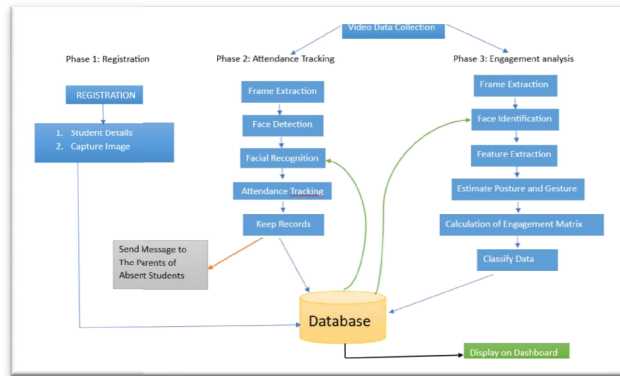 Video Data Collection
Phase 1: Registration
Phase 2: Attendance Tracking
Phase 3: Engagement analysis
REGISTRATION
1. Student Details
2. Capture Image
Frame Extraction
Face Detection
Facial Recognition
Attendance Tracking
Keep Records
Send Message to
The Parents of
Absent Students
Frame Extraction
Face Identification
Feature Extraction
Estimate Posture and Gesture
Calculation of Engagement Matrix
Classify Data
Database
Display on Dashboard